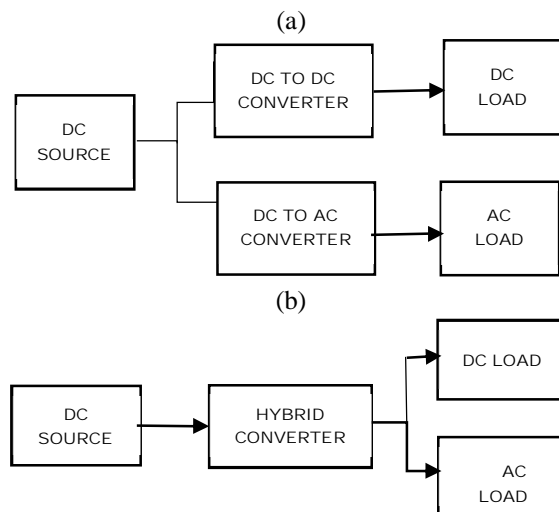 (a)
DC TO DC
CONVERTER
DC
LOAD
DC
SOURCE
DC TO AC
CONVERTER
AC
LOAD
(b)
DC
SOURCE
HYBRID
CONVERTER
DC LOAD
AC
LOAD